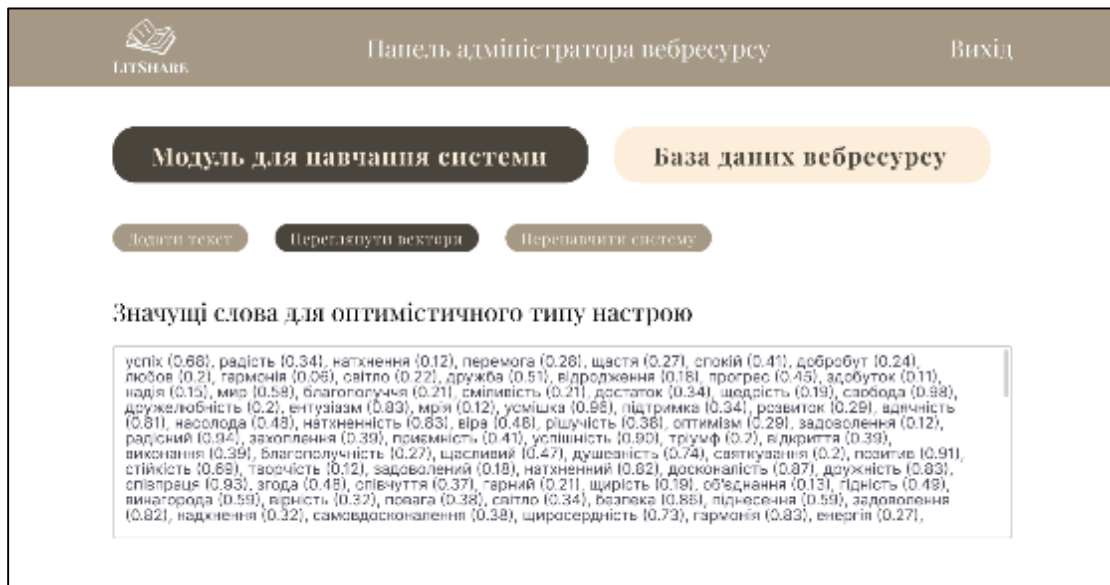 LITSHARE
Панель адміністратора вебресурсу
Вихід
Модуль для навчання системи
База даних вебресурсу
Додати текст
Переглянути вектори
Перенавчити систему
Значущі слова для оптимістичного типу настрою
успіх (0.68), радість (0.34), натхнення (0.12), перемога (0.28), щастя (0.27), спокій (0.41), добробут (0.24),
любов (0.2), гармонія (0.06), світло (0.22), дружба (0.51), відродження (0.18), прогрес (0.45), здобуток (0.11),
надія (0.15), мир (0.58), благополуччя (0.21), сміливість (0.21), достаток (0.34), щедрість (0.19), свобода (0.98),
дружелюбність (0.2), ентузіазм (0.83), мрія (0.12), усмішка (0.96), підтримка (0.34), розвиток (0.29), вдячність
(0.81), насолода (0.48), натхненність (0.83), віра (0.48), рішучість (0.38), оптимізм (0.29), задоволення (0.12),
радісний (0.94), захоплення (0.39), приємність (0.41), успішність (0.90), тріумф (0.2), відкриття (0.39),
виконання (0.39), благополучність (0.27), щасливий (0.47), душевність (0.74), святкування (0.2), позитив (0.91),
стійкість (0.69), творчість (0.12), задоволений (0.18), натхненний (0.82), досконалість (0.87), дружність (0.83),
співпраця (0.93), згода (0.48), співчуття (0.37), гарний (0.21), щирість (0.19), об'єднання (0.13), гідність (0.49),
винагорода (0.59), вірність (0.32), повага (0.38), світло (0.34), безпека (0.86), піднесення (0.59), задоволення
(0.82), надхнення (0.32), самовдосконалення (0.38), щиросердність (0.73), гармонія (0.83), енергія (0.27),